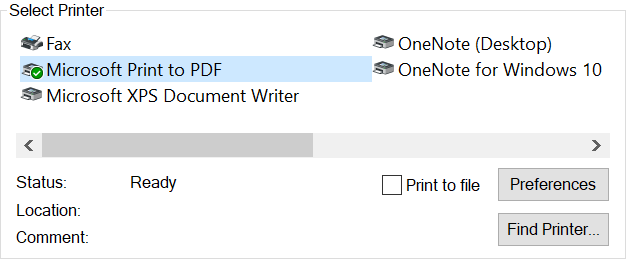 Select Printer
Fax
OneNote (Desktop)
Microsoft Print to PDF
OneNote for Windows 10
Microsoft XPS Document Writer
Status: Ready
Print to file
Preferences
Location:
Find Printer...
Comment: